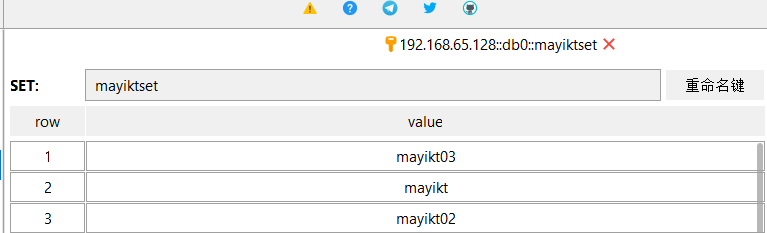 192.168.65.128::db0::mayiktset
SET: mayiktset 重命名键
row value
1 mayikt03
2 mayikt
3 mayikt02